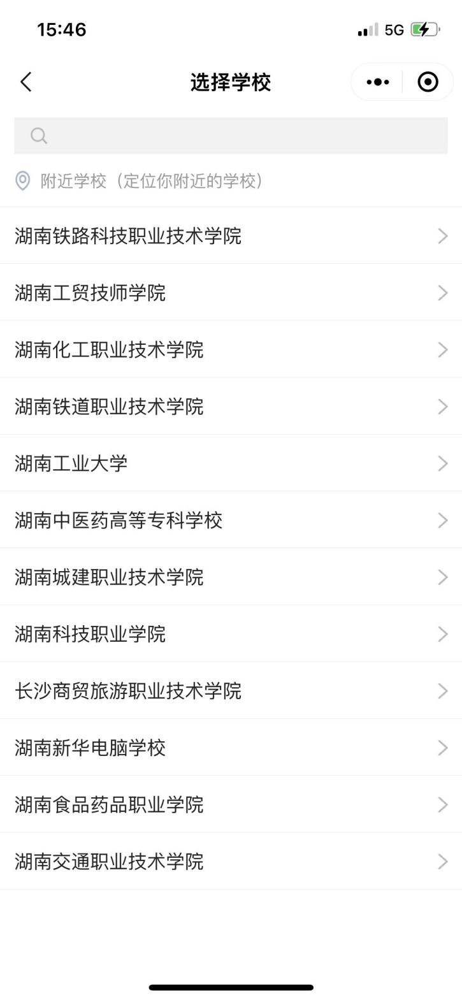 15:46
5G
选择学校
附近学校（定位你附近的学校）
湖南铁路科技职业技术学院
湖南工贸技师学院
湖南化工职业技术学院
湖南铁道职业技术学院
湖南工业大学
湖南中医药高等专科学校
湖南城建职业技术学院
湖南科技职业学院
长沙商贸旅游职业技术学院
湖南新华电脑学校
湖南食品药品职业学院
湖南交通职业技术学院